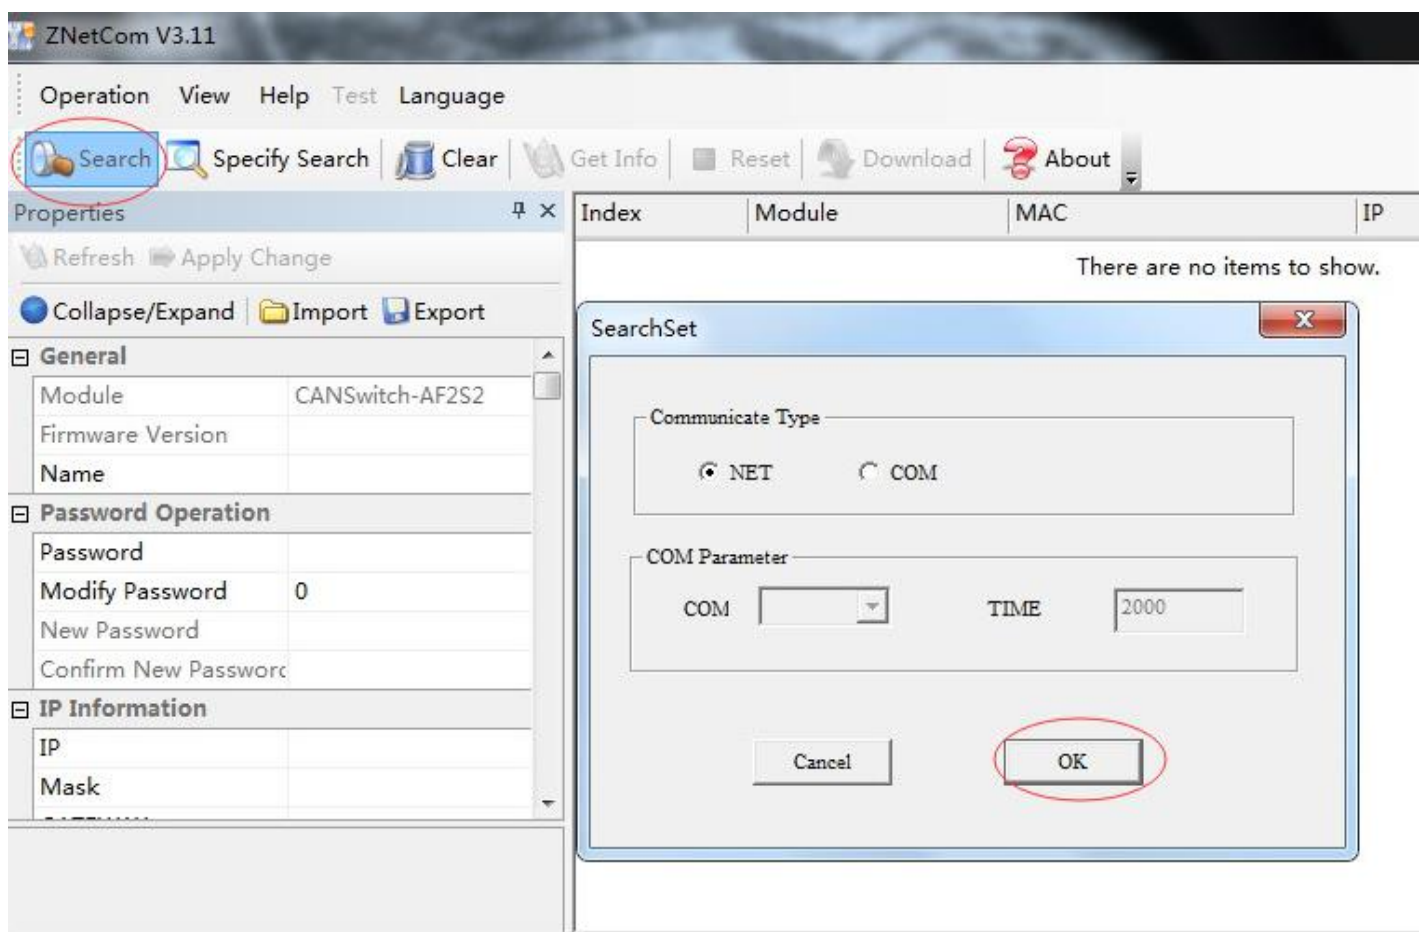 ZNetCom V3.11
Operation View Help Test Language
Search Specify Search Clear Get Info Reset Download About
Properties
Index Module MAC IP
Refresh Apply Change
There are no items to show.
Collapse/Expand Import Export
SearchSet
General
Module CANSwitch-AF2S2
Firmware Version
Name
Communicate Type
NET COM
Password Operation
Password
Modify Password 0
New Password
Confirm New Password
COM Parameter
COM TIME 2000
IP Information
IP
Mask
Cancel OK